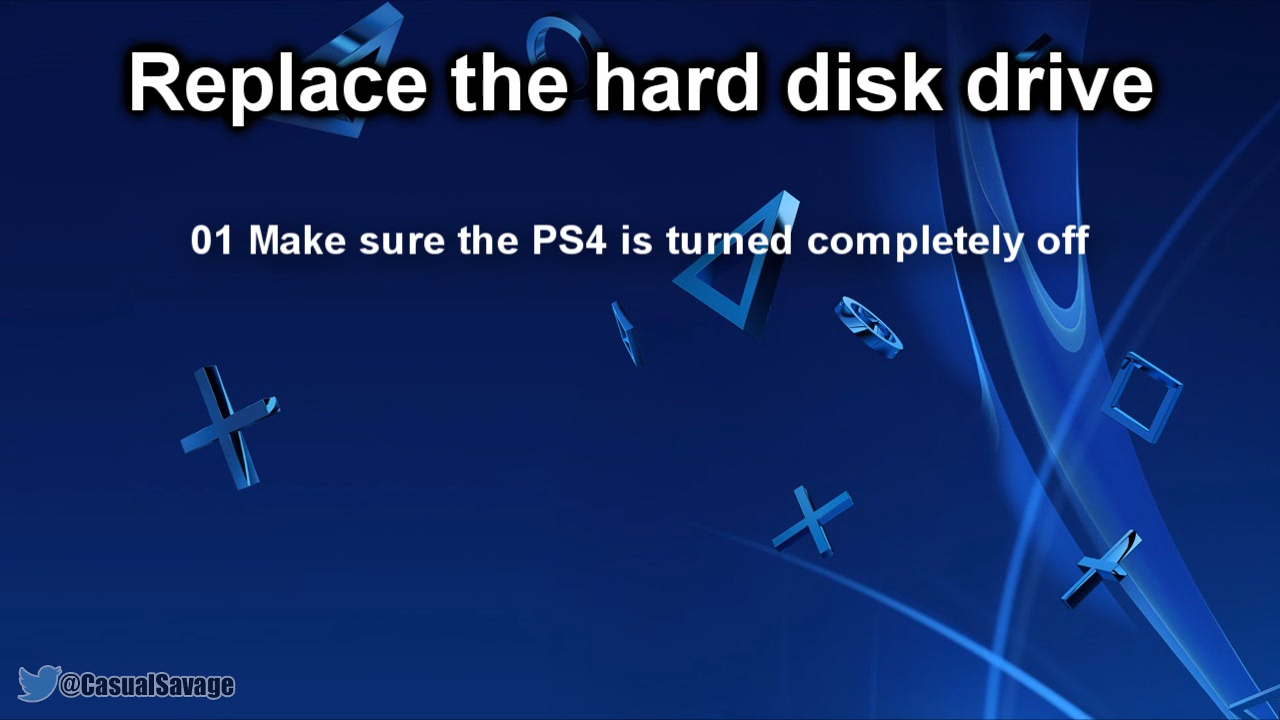 Replace the hard disk drive
01 Make sure the PS4 is turned completely off
@CasualSavage